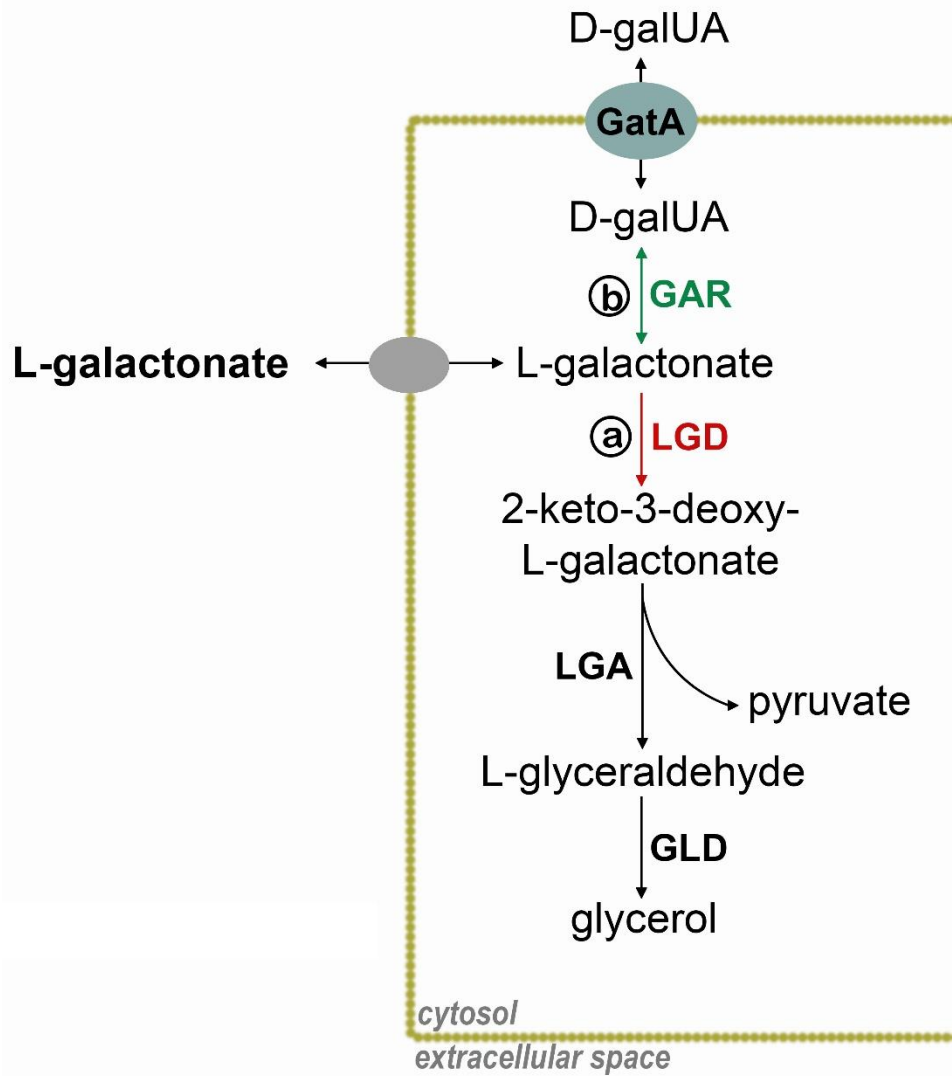 D-galUA
GatA
D-galUA
b GAR
L-galactonate
L-galactonate
a LGD
2-keto-3-deoxy-
L-galactonate
LGA
pyruvate
L-glyceraldehyde
GLD
glycerol
cytosol
extracellular space